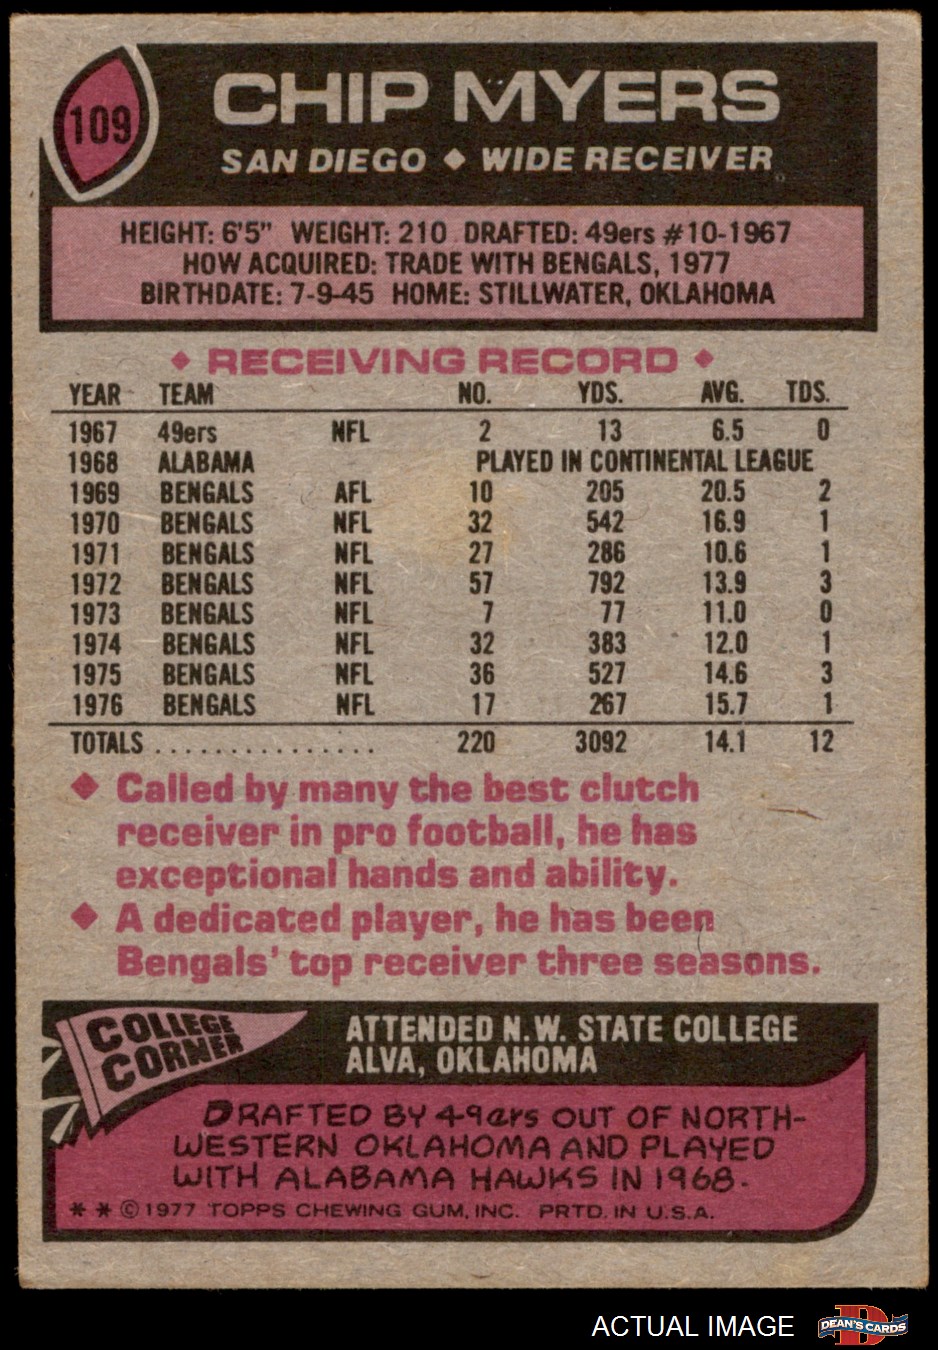 109
CHIP MYERS
SAN DIEGO ◆ WIDE RECEIVER
HEIGHT: 6'5" WEIGHT: 210 DRAFTED: 49ers #10-1967
HOW ACQUIRED: TRADE WITH BENGALS, 1977
BIRTHDATE: 7-9-45 HOME: STILLWATER, OKLAHOMA
◆ RECEIVING RECORD ◆
YEAR TEAM NO. YDS. AVG. TDS.
1967 49ers NFL 2 13 6.5 0
1968 ALABAMA PLAYED IN CONTINENTAL LEAGUE
1969 BENGALS AFL 10 205 20.5 2
1970 BENGALS NFL 32 542 16.9 1
1971 BENGALS NFL 27 286 10.6 1
1972 BENGALS NFL 57 792 13.9 3
1973 BENGALS NFL 7 77 11.0 0
1974 BENGALS NFL 32 383 12.0 1
1975 BENGALS NFL 36 527 14.6 3
1976 BENGALS NFL 17 267 15.7 1
TOTALS ............... 220 3092 14.1 12
◆ Called by many the best clutch
receiver in pro football, he has
exceptional hands and ability.
◆ A dedicated player, he has been
Bengals' top receiver three seasons.
COLLEGE
CORNER
ATTENDED N.W. STATE COLLEGE
ALVA, OKLAHOMA
DRAFTED BY 49ers OUT OF NORTH-
WESTERN OKLAHOMA AND PLAYED
WITH ALABAMA HAWKS IN 1968.
* * © 1977 TOPPS CHEWING GUM, INC. PRTD. IN U.S.A.
ACTUAL IMAGE
DEAN'S CARDS